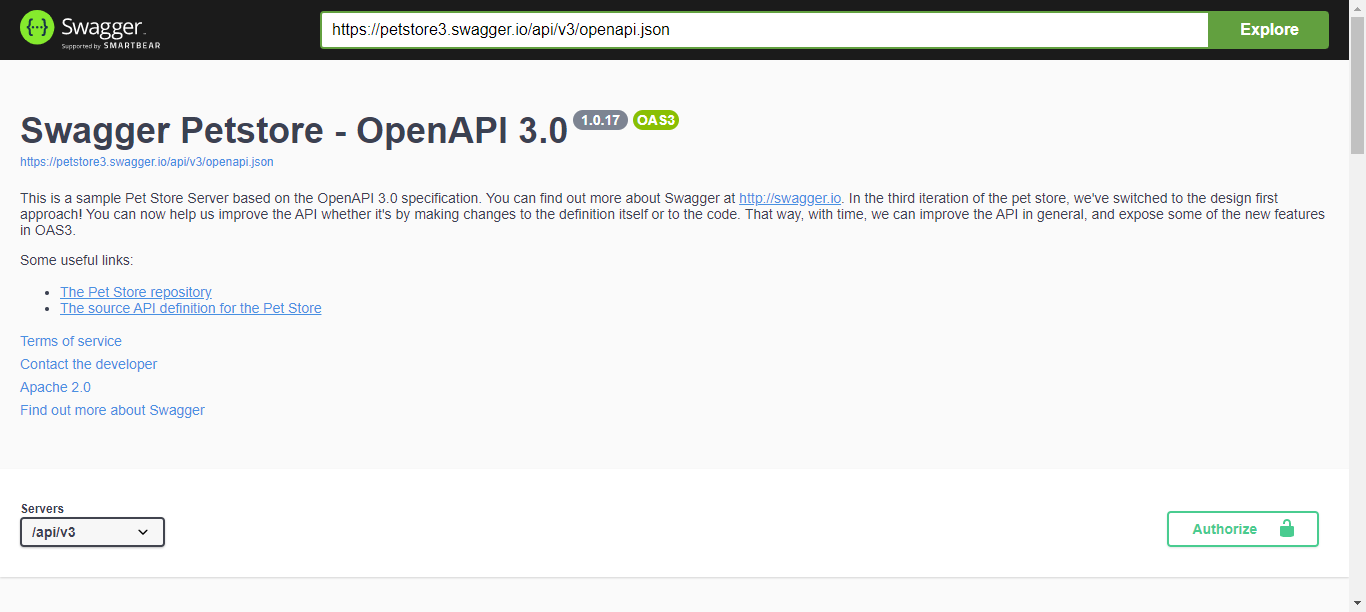 {···} Swagger™
Supported by SMARTBEAR
https://petstore3.swagger.io/api/v3/openapi.json
Explore
Swagger Petstore - OpenAPI 3.0 1.0.17 OAS3
https://petstore3.swagger.io/api/v3/openapi.json
This is a sample Pet Store Server based on the OpenAPI 3.0 specification. You can find out more about Swagger at http://swagger.io. In the third iteration of the pet store, we've switched to the design first
approach! You can now help us improve the API whether it's by making changes to the definition itself or to the code. That way, with time, we can improve the API in general, and expose some of the new features
in OAS3.
Some useful links:
• The Pet Store repository
• The source API definition for the Pet Store
Terms of service
Contact the developer
Apache 2.0
Find out more about Swagger
Servers
/api/v3
Authorize